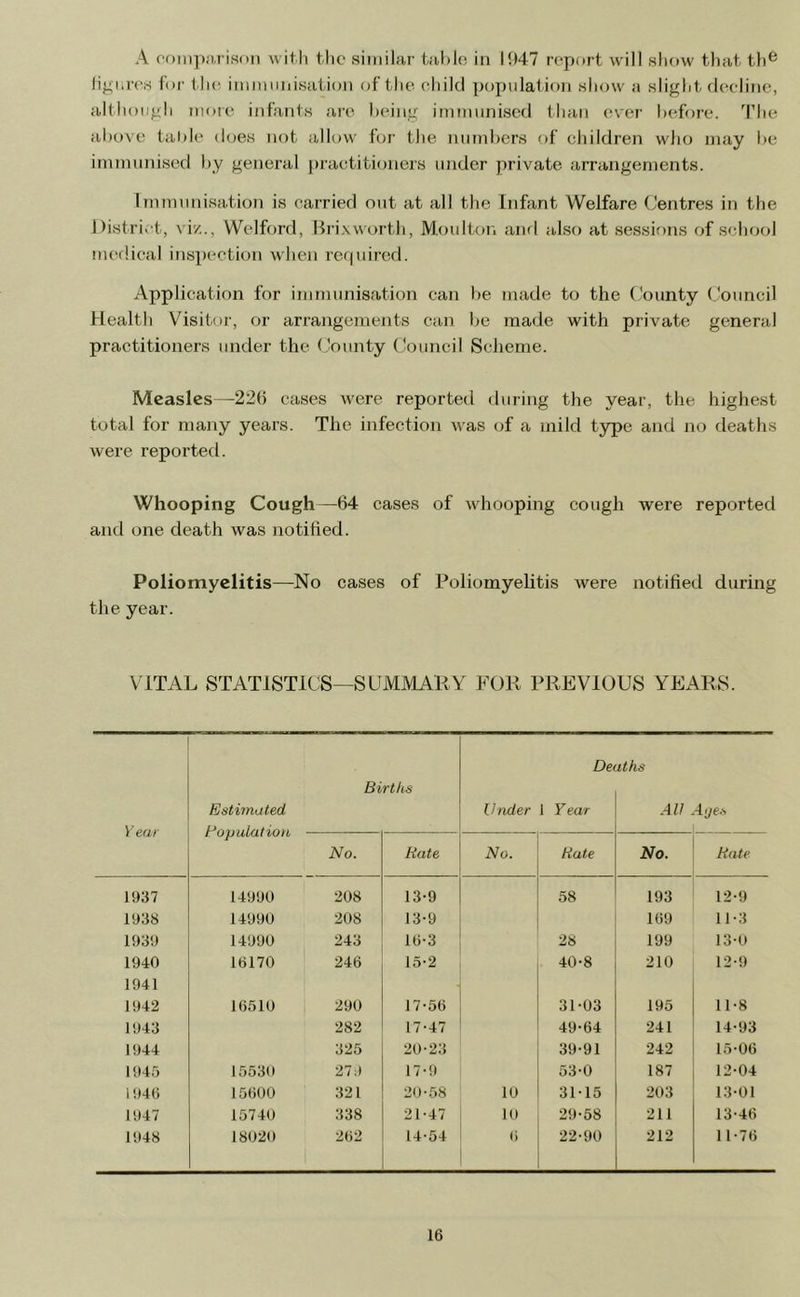 A comparison with the similar table in 1947 report will show that the
figures for the immunisation of the child population show a slight decline,
although more infants are being immunised than ever before. The
above table does not allow for the numbers of children who may be
immunised by general practitioners under private arrangements.
Immunisation is carried out at all the Infant Welfare Centres in the
District, viz., Welford, Brixworth, Moulton and also at sessions of school
medical inspection when required.
Application for immunisation can be made to the County Council
Health Visitor, or arrangements can be made with private general
practitioners under the County Council Scheme.
Measles—226 cases were reported during the year, the highest
total for many years. The infection was of a mild type and no deaths
were reported.
Whooping Cough—64 cases of whooping cough were reported
and one death was notified.
Poliomyelitis—No cases of Poliomyelitis were notified during
the year.
VITAL STATISTICS—SUMMARY FOR PREVIOUS YEARS.
Year Estimated Population Births Deaths
Under 1 Year All Ages
No. Rate No. Rate No. Rate
1937 14990 208 13·9 58 193 12·9
1938 14990 208 13·9 169 11·3
1939 14990 243 16·3 28 199 13·0
1940 16170 246 15·2 40·8 210 12·9
1941
1942 16510 290 17·56 31·03 195 11·8
1943 282 17·47 49·64 241 14·93
1944 325 20·23 39·91 242 15·06
1945 15530 279 17·9 53·0 187 12·04
1946 15600 321 20·58 10 31·15 203 13·01
1947 15740 338 21·47 10 29·58 211 13·46
1948 18020 262 14·54 6 22·90 212 11·76
16